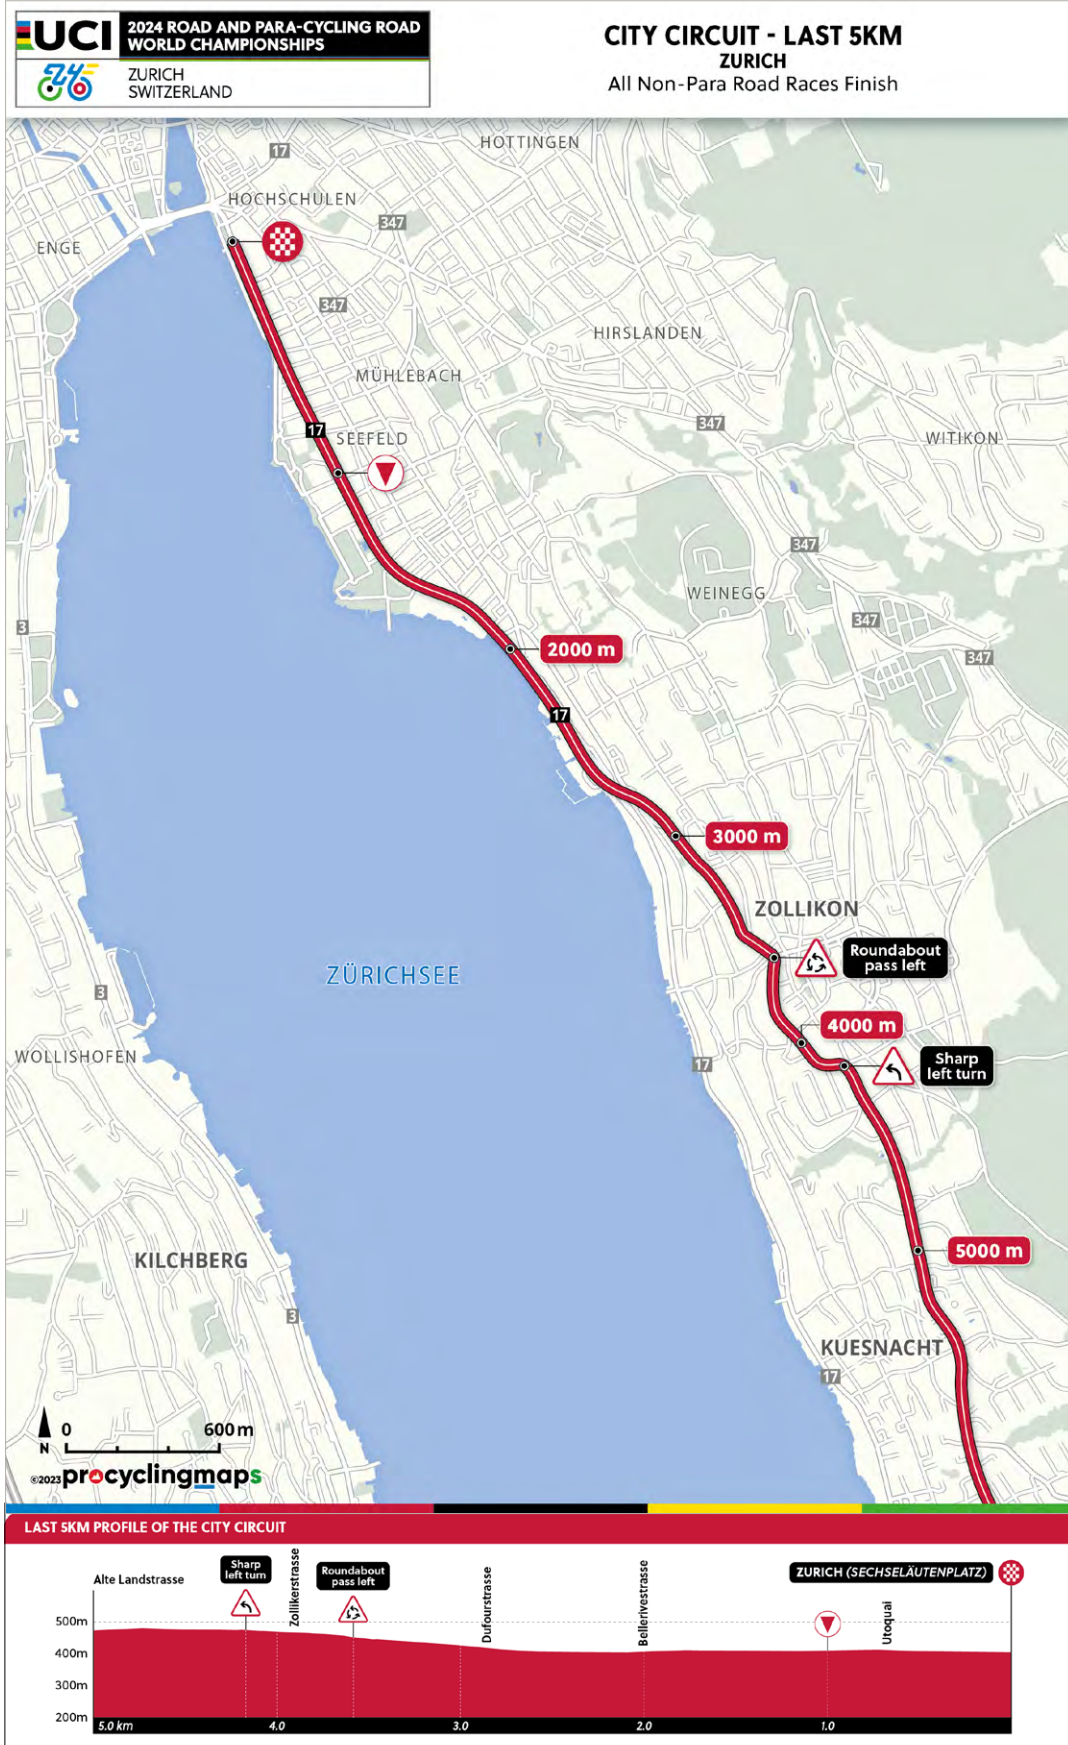 UCI
2024 ROAD AND PARA-CYCLING ROAD
WORLD CHAMPIONSHIPS
ZURICH
SWITZERLAND
CITY CIRCUIT - LAST 5KM
ZURICH
All Non-Para Road Races Finish
HOTTINGEN
17
HOCHSCHULEN
347
ENGE
347
HIRSLANDEN
MÜHLEBACH
347
17
SEEFELD
WITIKON
347
WEINEGG
347
3
2000 m
347
17
3000 m
ZOLLIKON
Roundabout
pass left
ZÜRICHSEE
3
4000 m
WOLLISHOFEN
17
Sharp
left turn
5000 m
KILCHBERG
3
KUESNACHT
17
N
0
600m
©2023 procyclingmaps
LAST 5KM PROFILE OF THE CITY CIRCUIT
Alte Landstrasse
Sharp
left turn
Zollikerstrasse
Roundabout
pass left
Dufourstrasse
Bellerivestrasse
ZURICH (SECHSELÄUTENPLATZ)
Utoquai
500m
400m
300m
200m
5.0 km
4.0
3.0
2.0
1.0